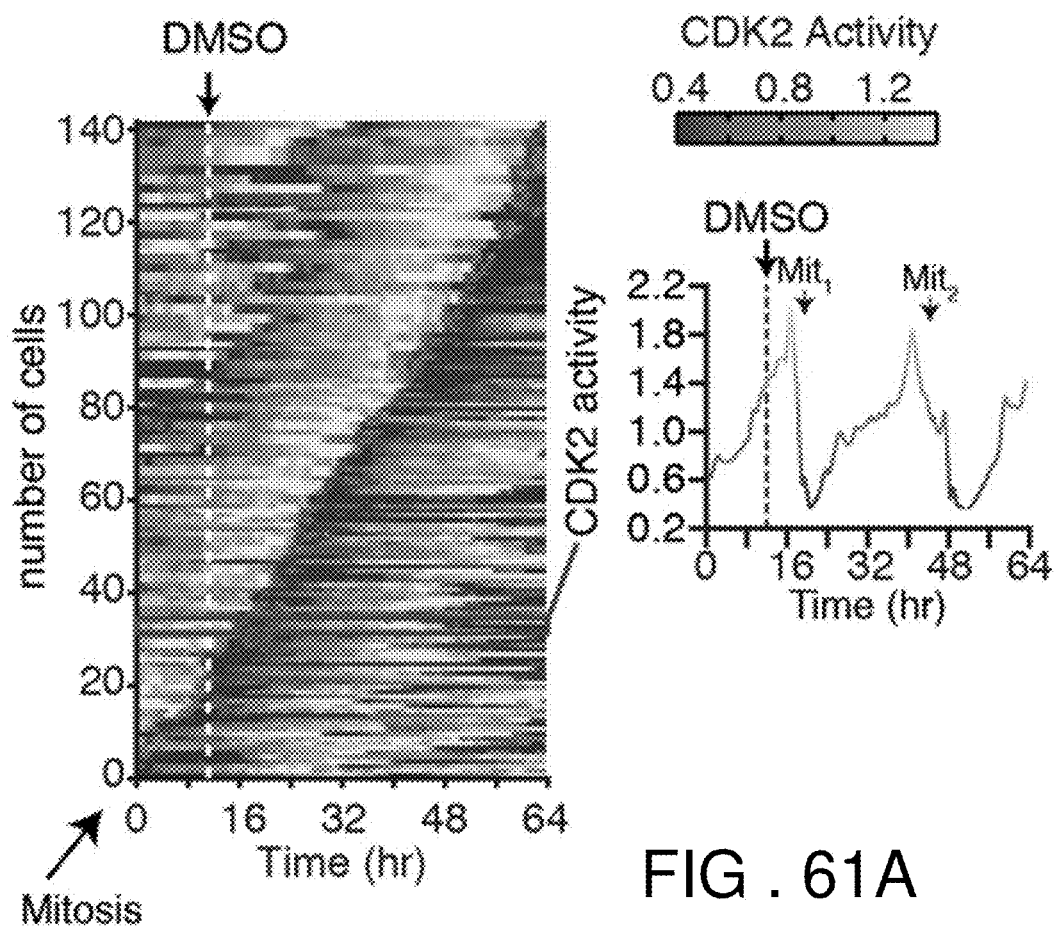 DMSO
number of cells
140
120
100
80
60
40
20
0
0 16 32 48 64
Time (hr)
Mitosis
CDK2 Activity
0.4 0.8 1.2
DMSO
Mit1
Mit2
CDK2 activity
2.2
1.8
1.4
1.0
0.6
0.2
0 16 32 48 64
Time (hr)
FIG . 61A